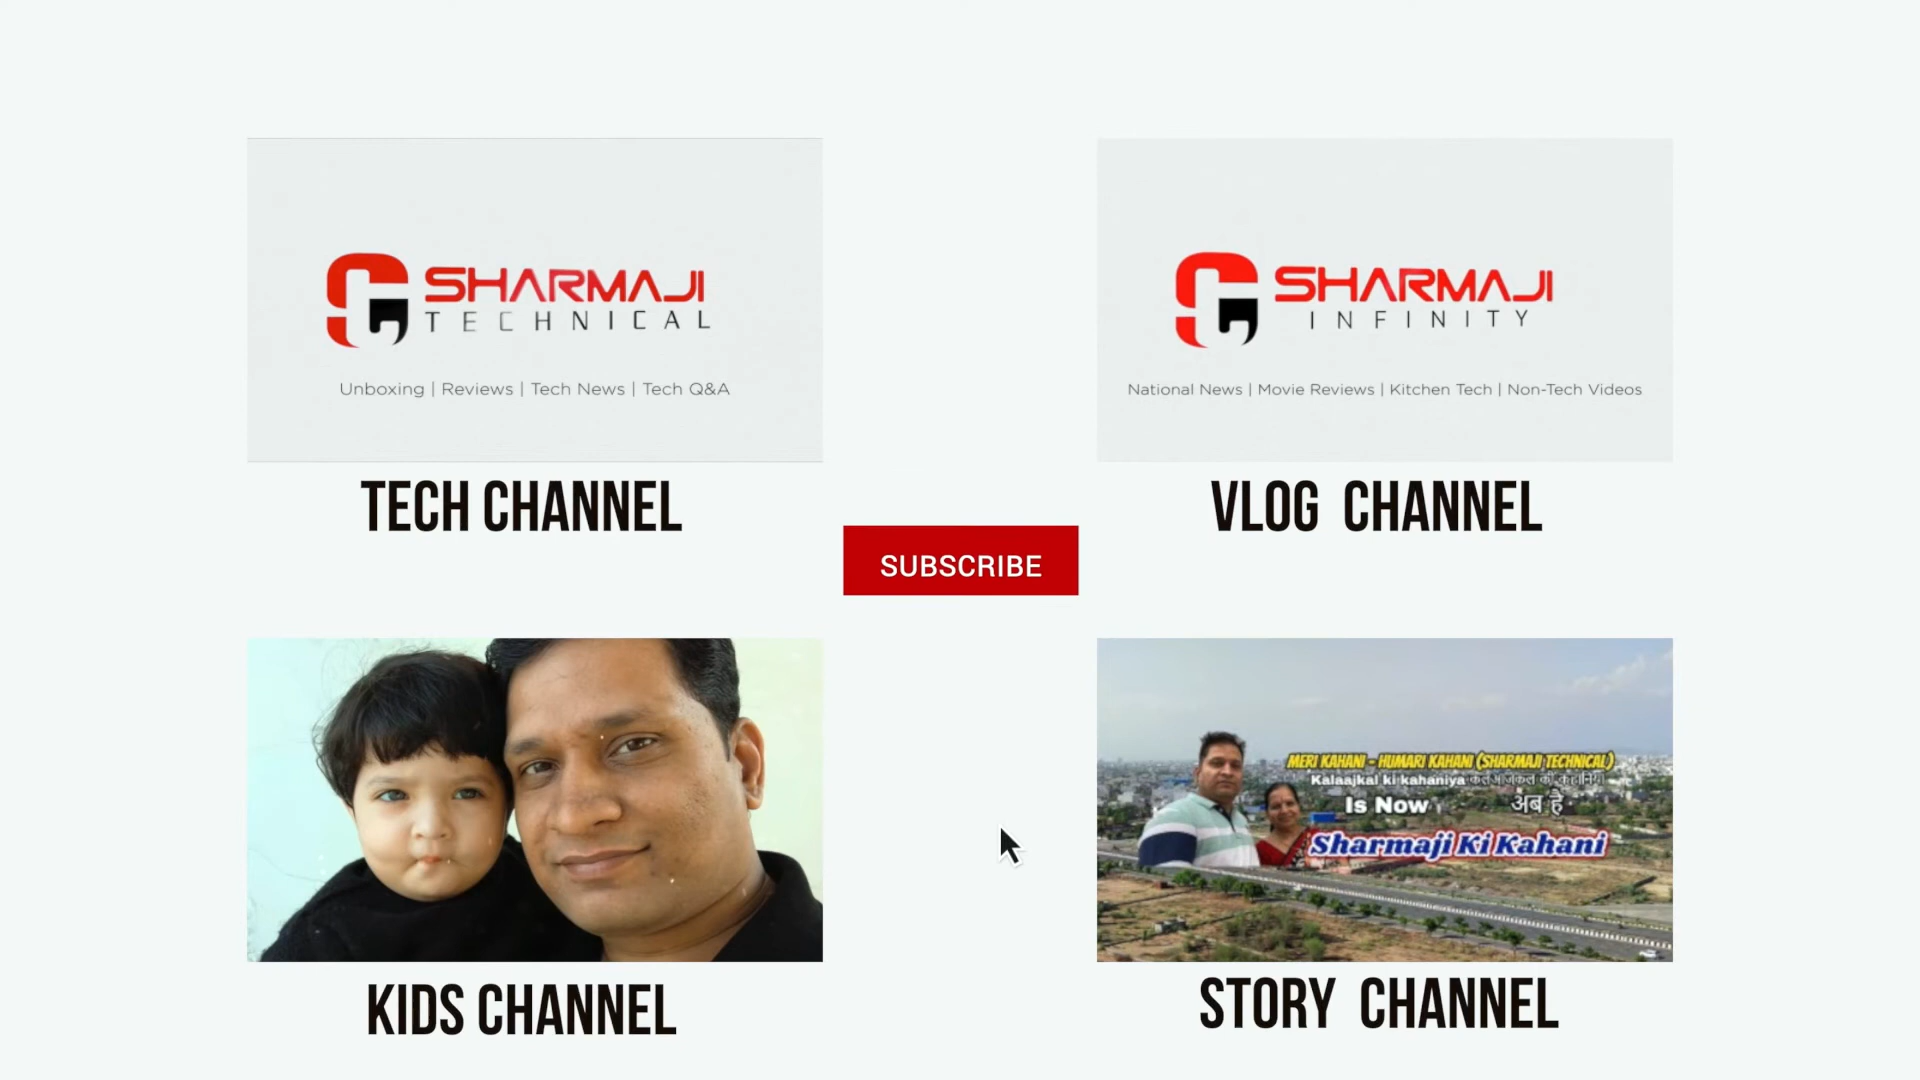 SHARMAJI
TECHNICAL
Unboxing | Reviews | Tech News | Tech Q&A
TECH CHANNEL
SHARMAJI
INFINITY
National News | Movie Reviews | Kitchen Tech | Non-Tech Videos
VLOG CHANNEL
SUBSCRIBE
KIDS CHANNEL
MERI KAHANI - HUMARI KAHANI (SHARMAJI TECHNICAL)
Kalaajkal ki kahaniya कलआजकल की कहानियां
Is Now अब है
Sharmaji Ki Kahani
STORY CHANNEL